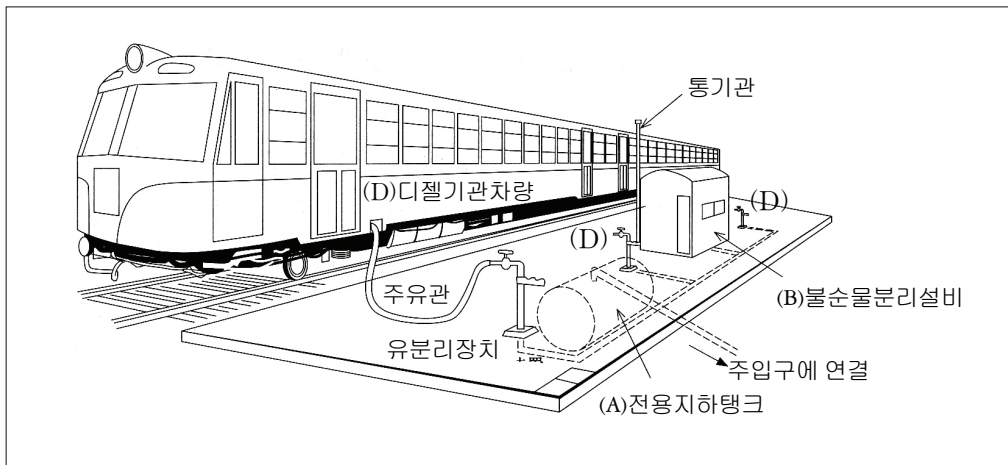 통기관
(D)디젤기관차량
(D)
(D)
주유관
(B)불순물분리설비
유분리장치
주입구에 연결
(A)전용지하탱크